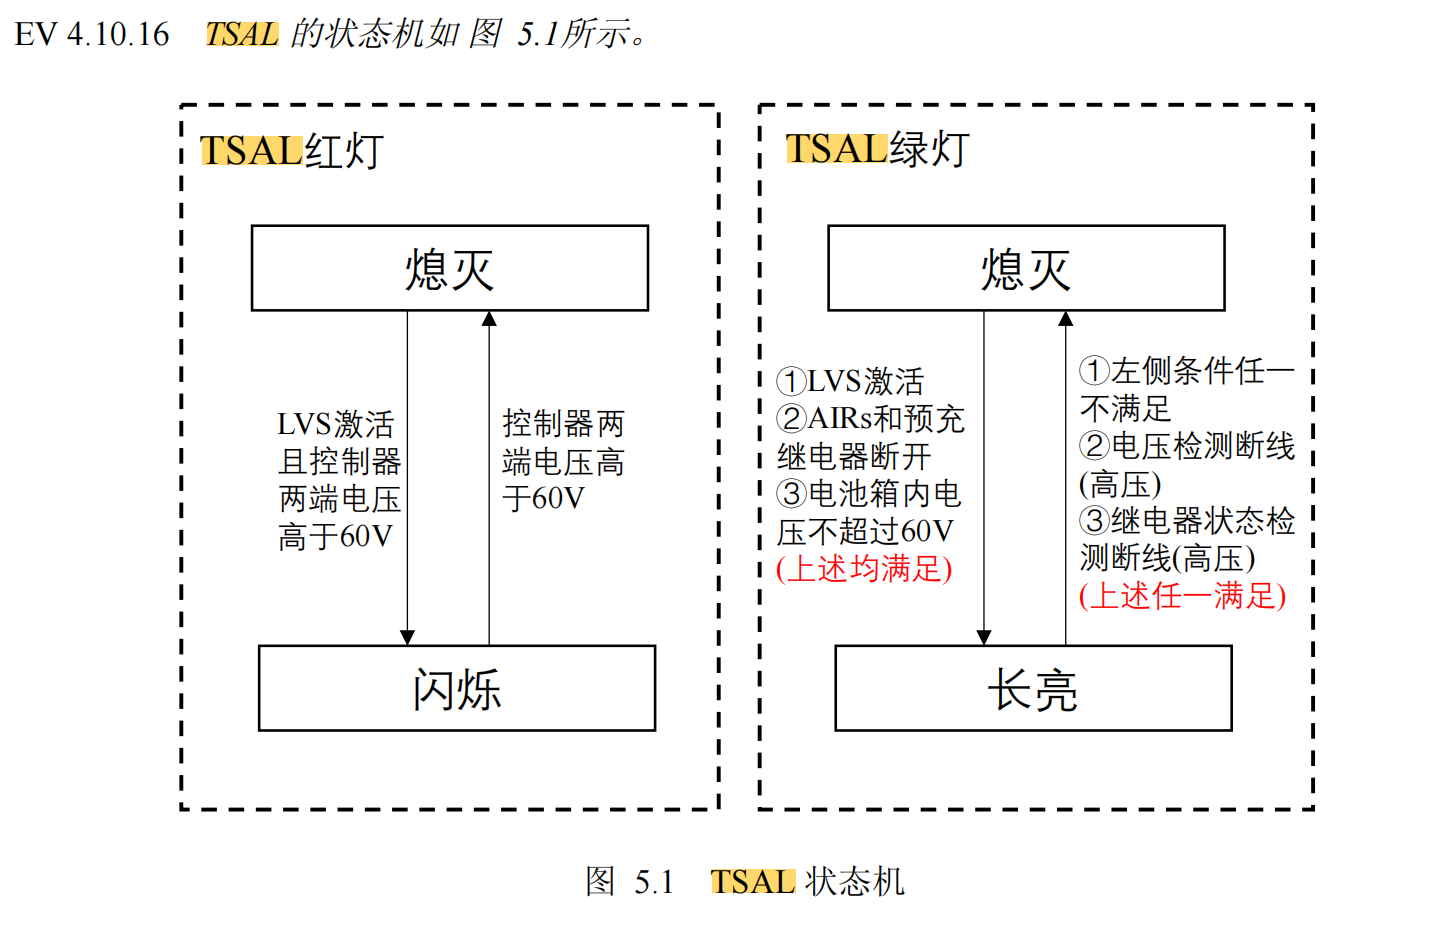 EV 4.10.16 TSAL 的状态机如 图 5.1所示。
TSAL红灯
熄灭
LVS激活
且控制器
两端电压
高于60V
控制器两
端电压高
于60V
闪烁
TSAL绿灯
熄灭
①LVS激活
②AIRs和预充
继电器断开
③电池箱内电
压不超过60V
(上述均满足)
①左侧条件任一
不满足
②电压检测断线
(高压)
③继电器状态检
测断线(高压)
(上述任一满足)
长亮
图 5.1 TSAL 状态机